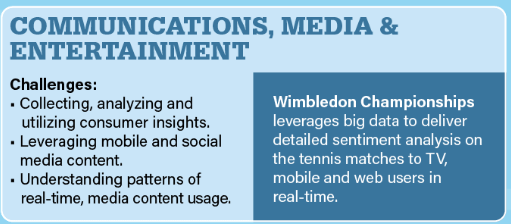 COMMUNICATIONS, MEDIA &
ENTERTAINMENT
Challenges:
• Collecting, analyzing and
utilizing consumer insights.
• Leveraging mobile and social
media content.
• Understanding patterns of
real-time, media content usage.
Wimbledon Championships
leverages big data to deliver
detailed sentiment analysis on
the tennis matches to TV,
mobile and web users in
real-time.